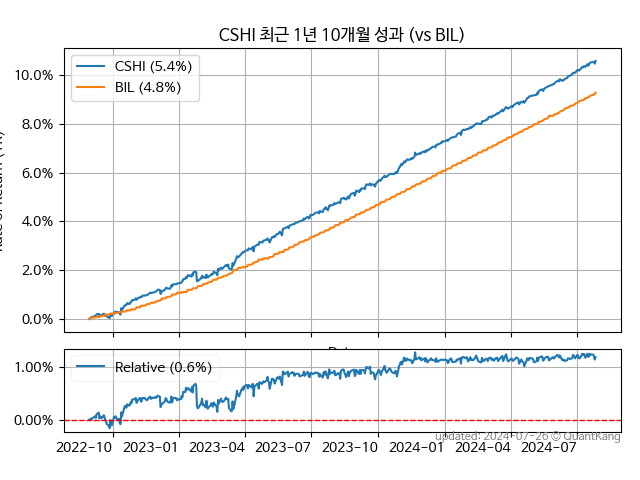 CSHI 최근 1년 10개월 성과 (vs BIL)
CSHI (5.4%)
BIL (4.8%)
10.0%
8.0%
6.0%
4.0%
2.0%
0.0%
Relative (0.6%)
1.00%
0.00%
2022-10 2023-01 2023-04 2023-07 2023-10 2024-01 2024-04 2024-07
updated: 2024-07-26 © QuantKang